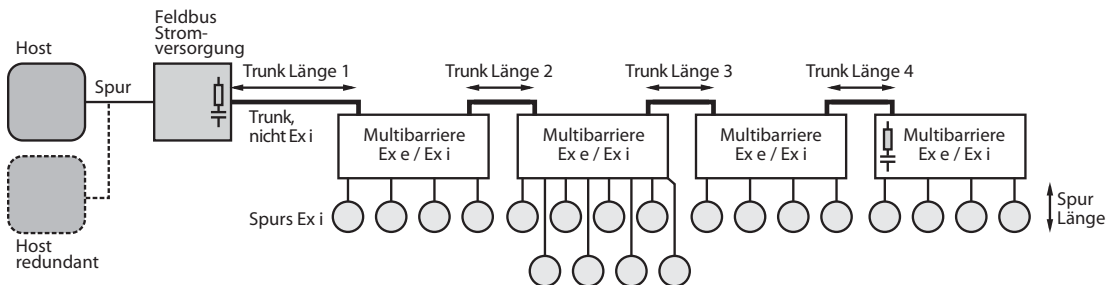 Host
Spur
Feldbus
Strom-
versorgung
Trunk Länge 1
Trunk Länge 2
Trunk Länge 3
Trunk Länge 4
Trunk,
nicht Ex i
Multibarriere
Ex e / Ex i
Multibarriere
Ex e / Ex i
Multibarriere
Ex e / Ex i
Multibarriere
Ex e / Ex i
Spurs Ex i
Spur
Länge
Host
redundant